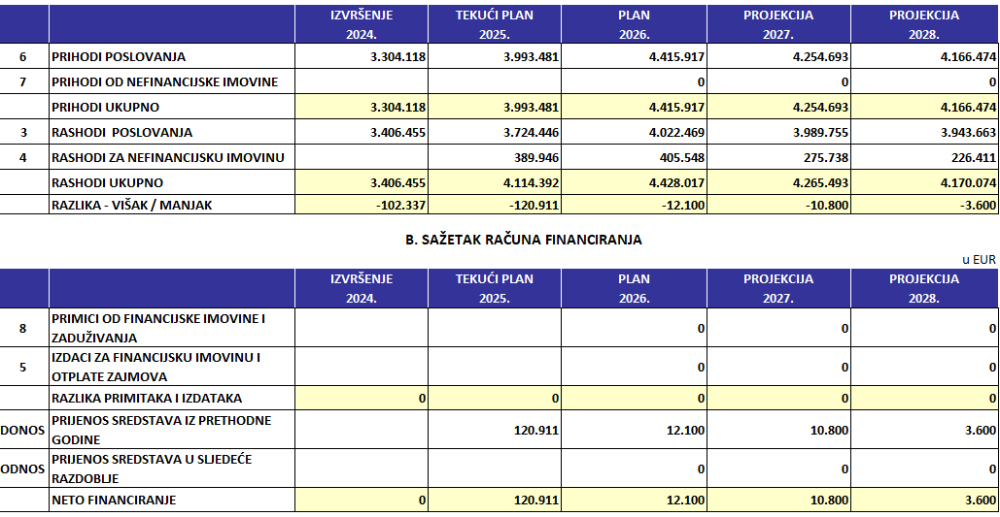 IZVRŠENJE 2024. TEKUĆI PLAN 2025. PLAN 2026. PROJEKCIJA 2027. PROJEKCIJA 2028.
6 PRIHODI POSLOVANJA 3.304.118 3.993.481 4.415.917 4.254.693 4.166.474
7 PRIHODI OD NEFINANCIJSKE IMOVINE 0 0 0
PRIHODI UKUPNO 3.304.118 3.993.481 4.415.917 4.254.693 4.166.474
3 RASHODI POSLOVANJA 3.406.455 3.724.446 4.022.469 3.989.755 3.943.663
4 RASHODI ZA NEFINANCIJSKU IMOVINU 389.946 405.548 275.738 226.411
RASHODI UKUPNO 3.406.455 4.114.392 4.428.017 4.265.493 4.170.074
RAZLIKA - VIŠAK / MANJAK -102.337 -120.911 -12.100 -10.800 -3.600
B. SAŽETAK RAČUNA FINANCIRANJA
u EUR
IZVRŠENJE 2024. TEKUĆI PLAN 2025. PLAN 2026. PROJEKCIJA 2027. PROJEKCIJA 2028.
8 PRIMICI OD FINANCIJSKE IMOVINE I ZADUŽIVANJA 0 0 0
5 IZDACI ZA FINANCIJSKU IMOVINU I OTPLATE ZAJMOVA 0 0 0
RAZLIKA PRIMITAKA I IZDATAKA 0 0 0 0 0
DONOS PRIJENOS SREDSTAVA IZ PRETHODNE GODINE 120.911 12.100 10.800 3.600
ODNOS PRIJENOS SREDSTAVA U SLJEDEĆE RAZDOBLJE 0 0 0
NETO FINANCIRANJE 0 120.911 12.100 10.800 3.600